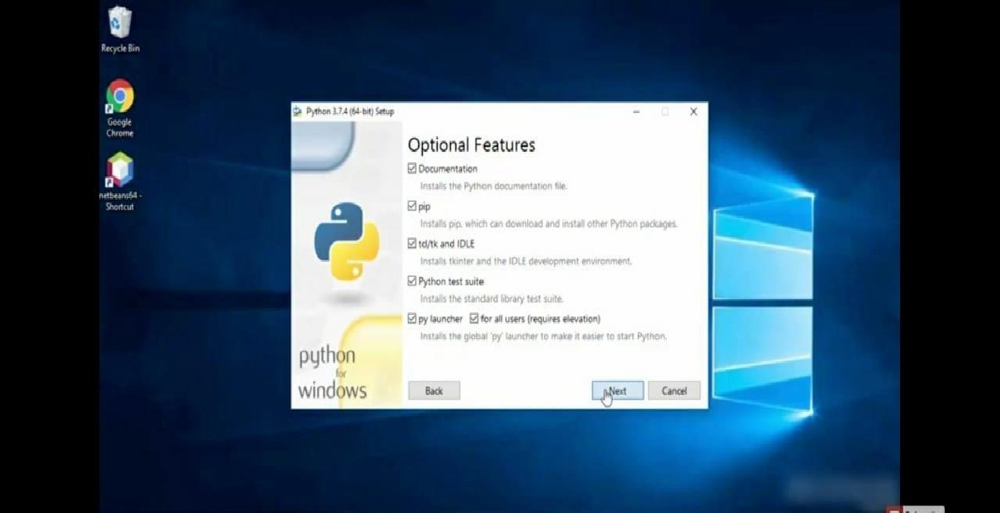 Recycle Bin
Google
Chrome
netbeans64 -
Shortcut
Python 3.7.4 (64-bit) Setup
Optional Features
Documentation
Installs the Python documentation file.
pip
Installs pip, which can download and install other Python packages.
td/tk and IDLE
Installs tkinter and the IDLE development environment.
Python test suite
Installs the standard library test suite.
py launcher for all users (requires elevation)
Installs the global 'py' launcher to make it easier to start Python.
python
for
windows
Back Next Cancel